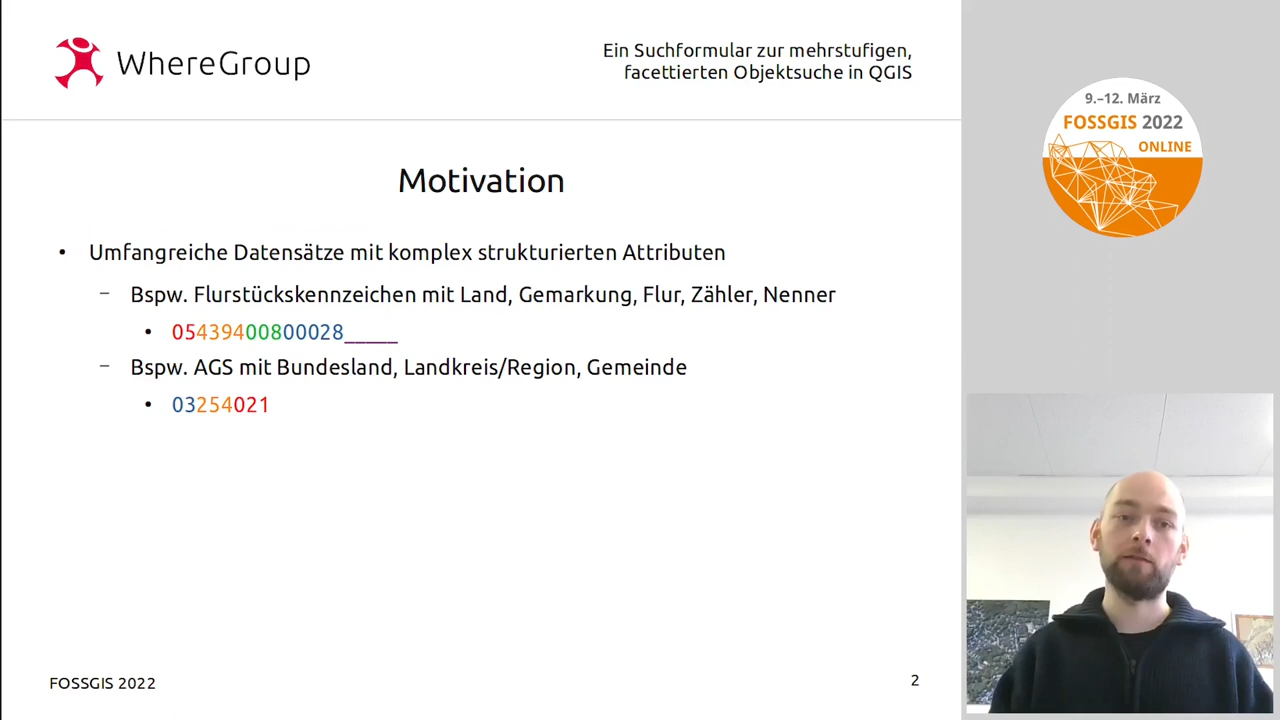 WhereGroup
Ein Suchformular zur mehrstufigen,
facettierten Objektsuche in QGIS
9.–12. März
FOSSGIS 2022
ONLINE
Motivation
• Umfangreiche Datensätze mit komplex strukturierten Attributen
– Bspw. Flurstückskennzeichen mit Land, Gemarkung, Flur, Zähler, Nenner
• 05439400800028_____
– Bspw. AGS mit Bundesland, Landkreis/Region, Gemeinde
• 03254021
FOSSGIS 2022
2